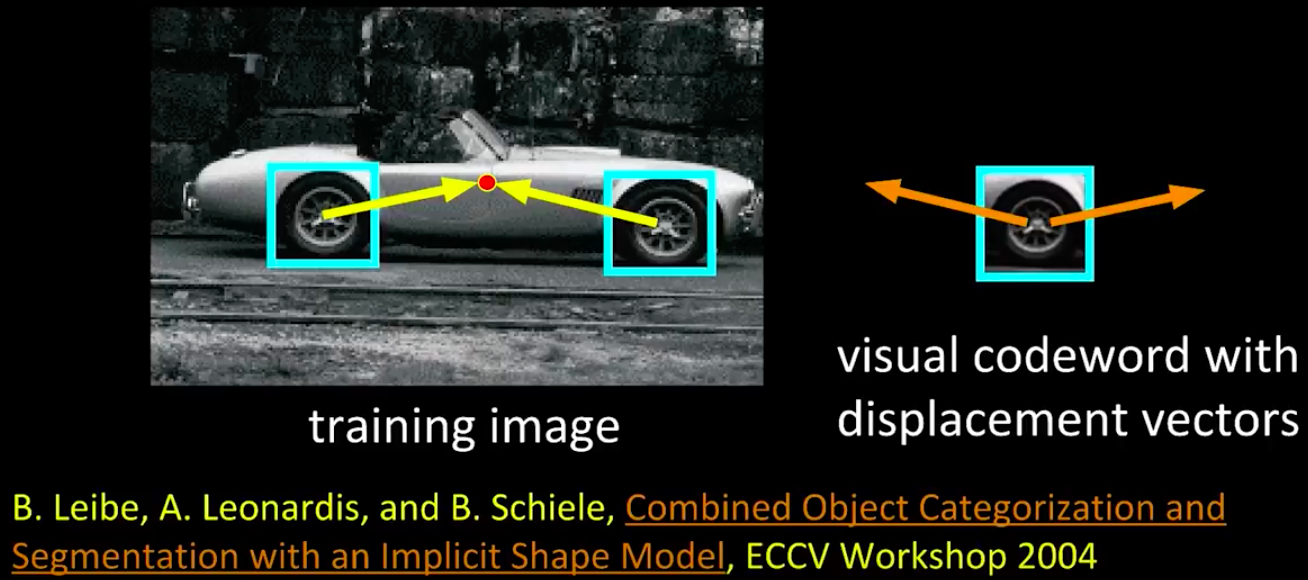 training image
visual codeword with
displacement vectors
B. Leibe, A. Leonardis, and B. Schiele, Combined Object Categorization and
Segmentation with an Implicit Shape Model, ECCV Workshop 2004